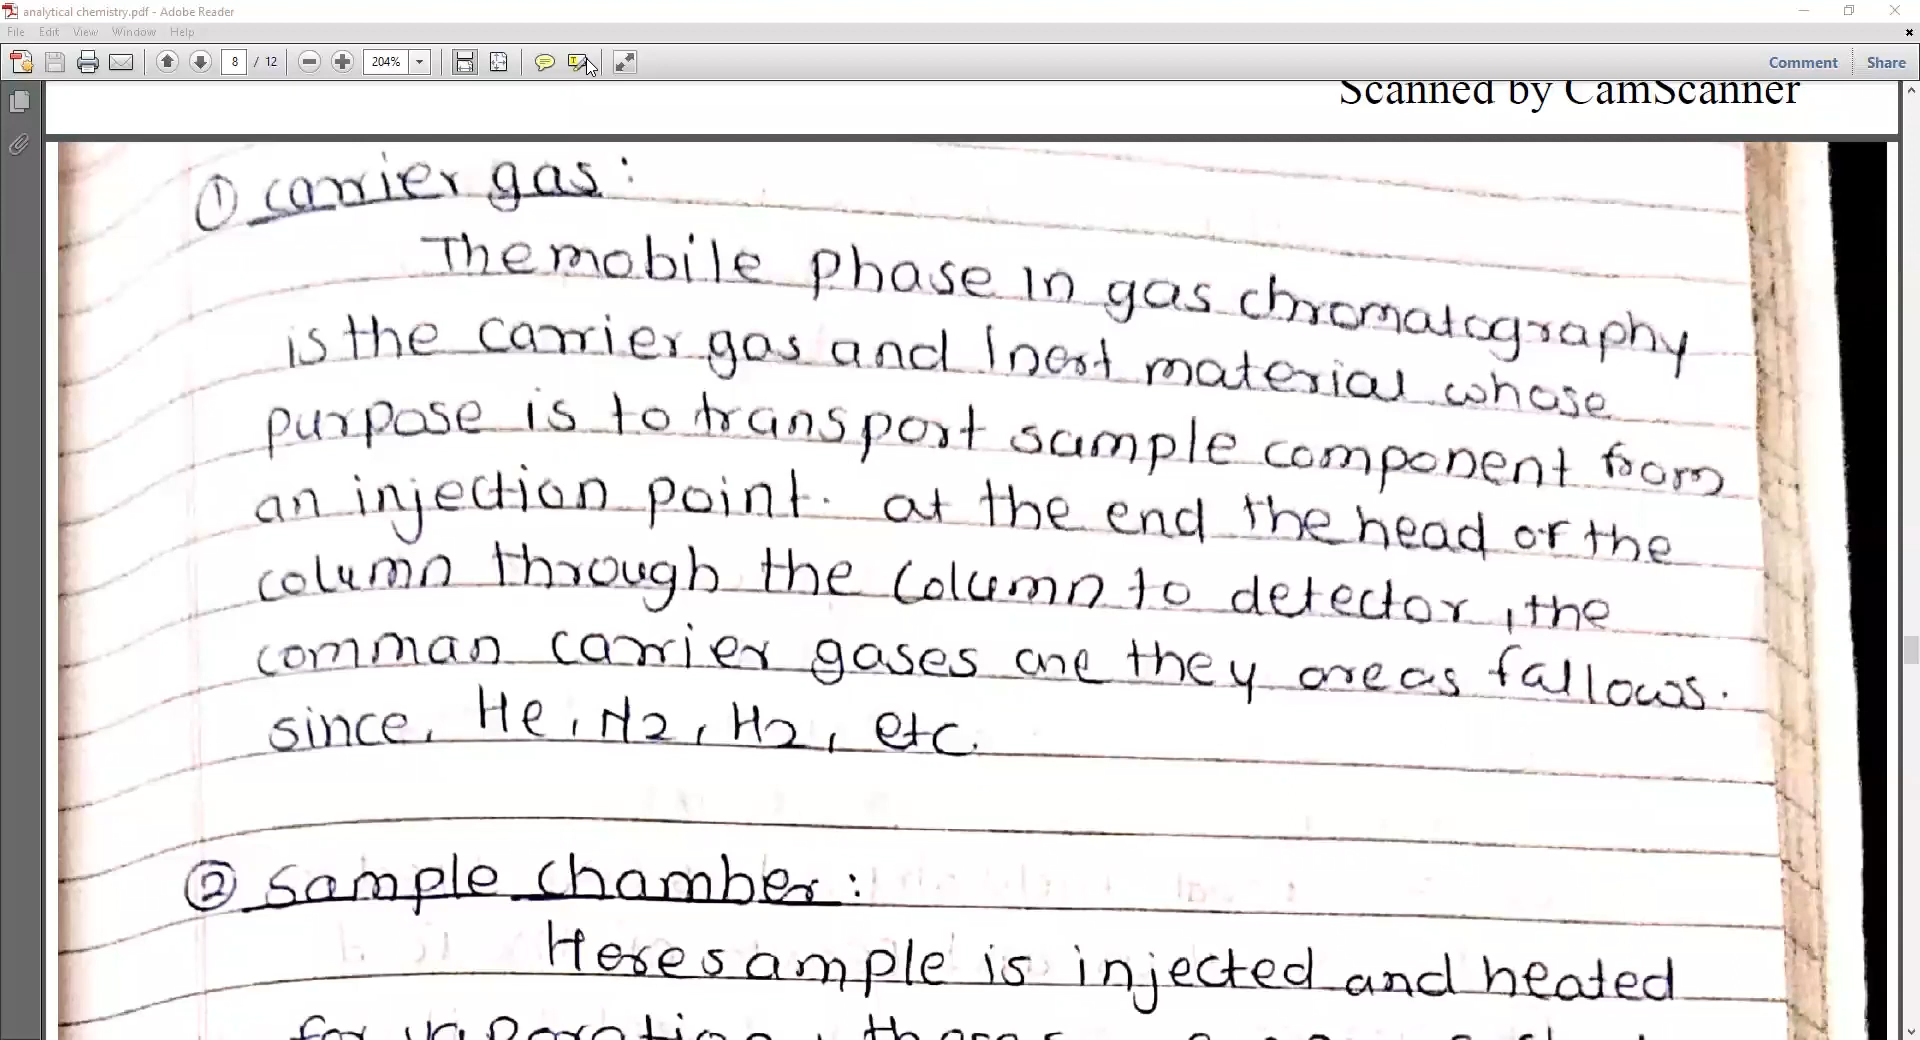 analytical chemistry.pdf - Adobe Reader
File Edit View Window Help
8 / 12 204% Comment Share
Scanned by CamScanner
① carrier gas:
The mobile phase in gas chromatography
is the carrier gas and Inert material whose
purpose is to transport sample component from
an injection point. at the end the head of the
column through the column to detector, the
comman carrier gases are they are as fallows.
since, He, N2, H2, etc.
② Sample chamber:
Here sample is injected and heated
for